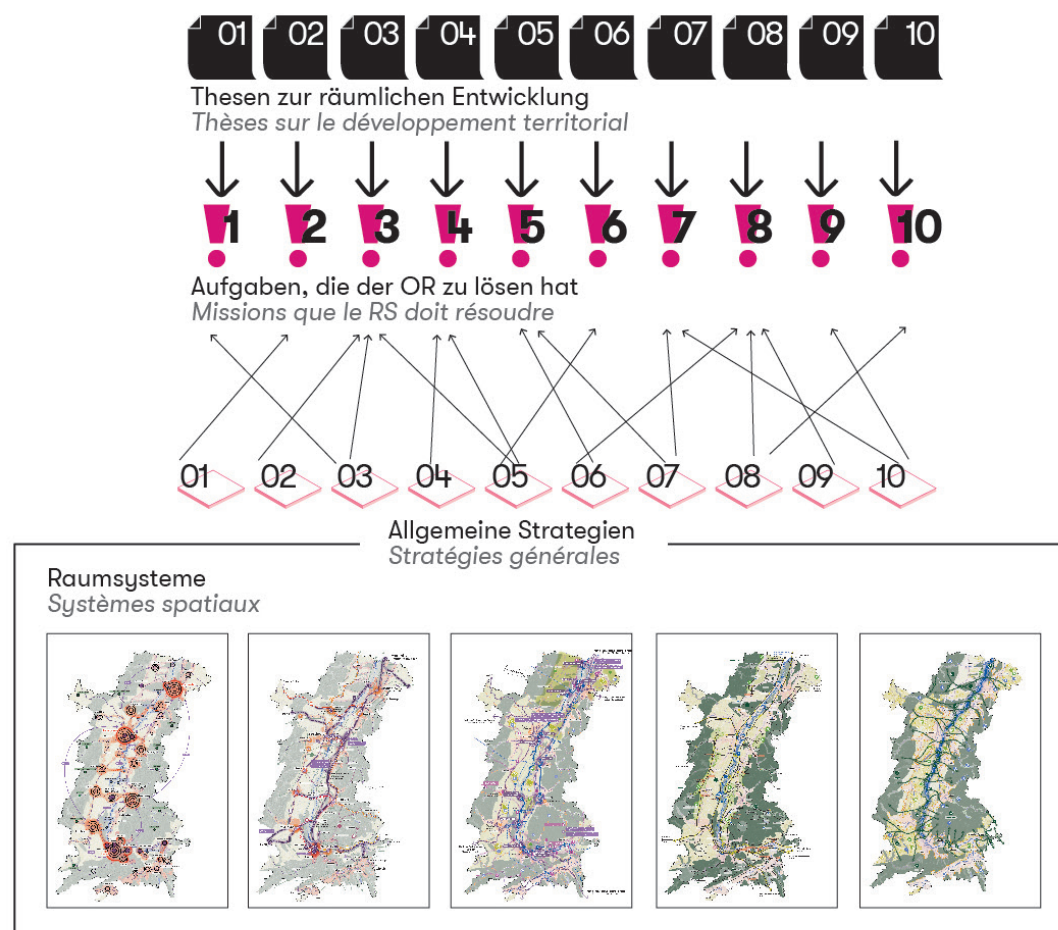 01 02 03 04 05 06 07 08 09 10
Thesen zur räumlichen Entwicklung
Thèses sur le développement territorial
1 2 3 4 5 6 7 8 9 10
Aufgaben, die der OR zu lösen hat
Missions que le RS doit résoudre
01 02 03 04 05 06 07 08 09 10
Allgemeine Strategien
Stratégies générales
Raumsysteme
Systèmes spatiaux